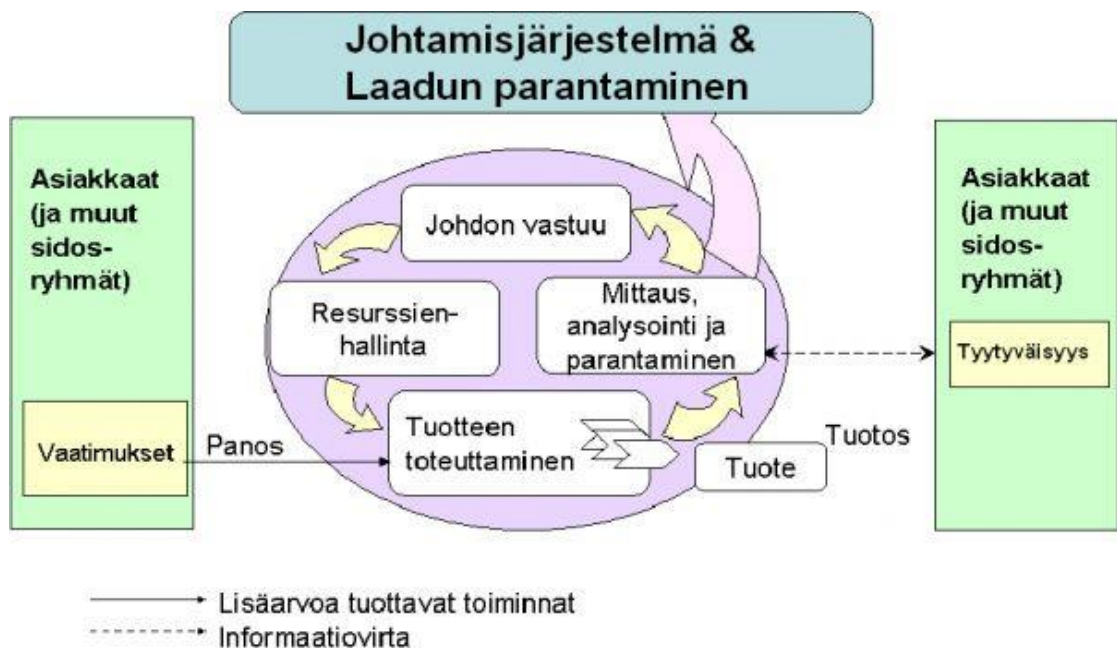 Johtamisjärjestelmä &
Laadun parantaminen
Asiakkaat
(ja muut
sidos-
ryhmät)
Vaatimukset
Panos
Johdon vastuu
Resurssien-
hallinta
Mittaus,
analysointi ja
parantaminen
Tuotteen
toteuttaminen
Tuote
Tuotos
Asiakkaat
(ja muut
sidos-
ryhmät)
Tyytyväisyys
Lisäarvoa tuottavat toiminnat
Informaatiovirta